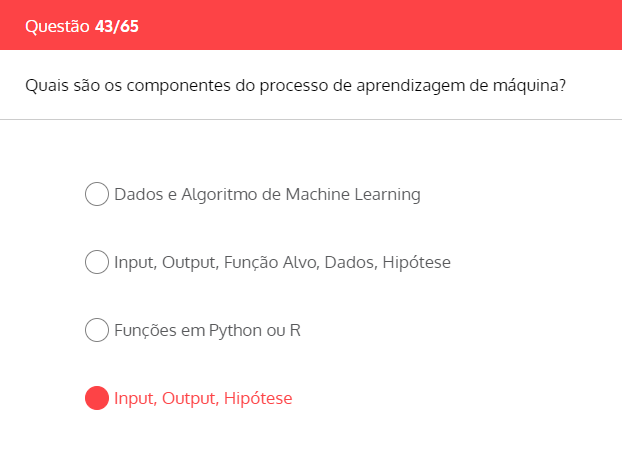 Questão 43/65
Quais são os componentes do processo de aprendizagem de máquina?
Dados e Algoritmo de Machine Learning
Input, Output, Função Alvo, Dados, Hipótese
Funções em Python ou R
Input, Output, Hipótese